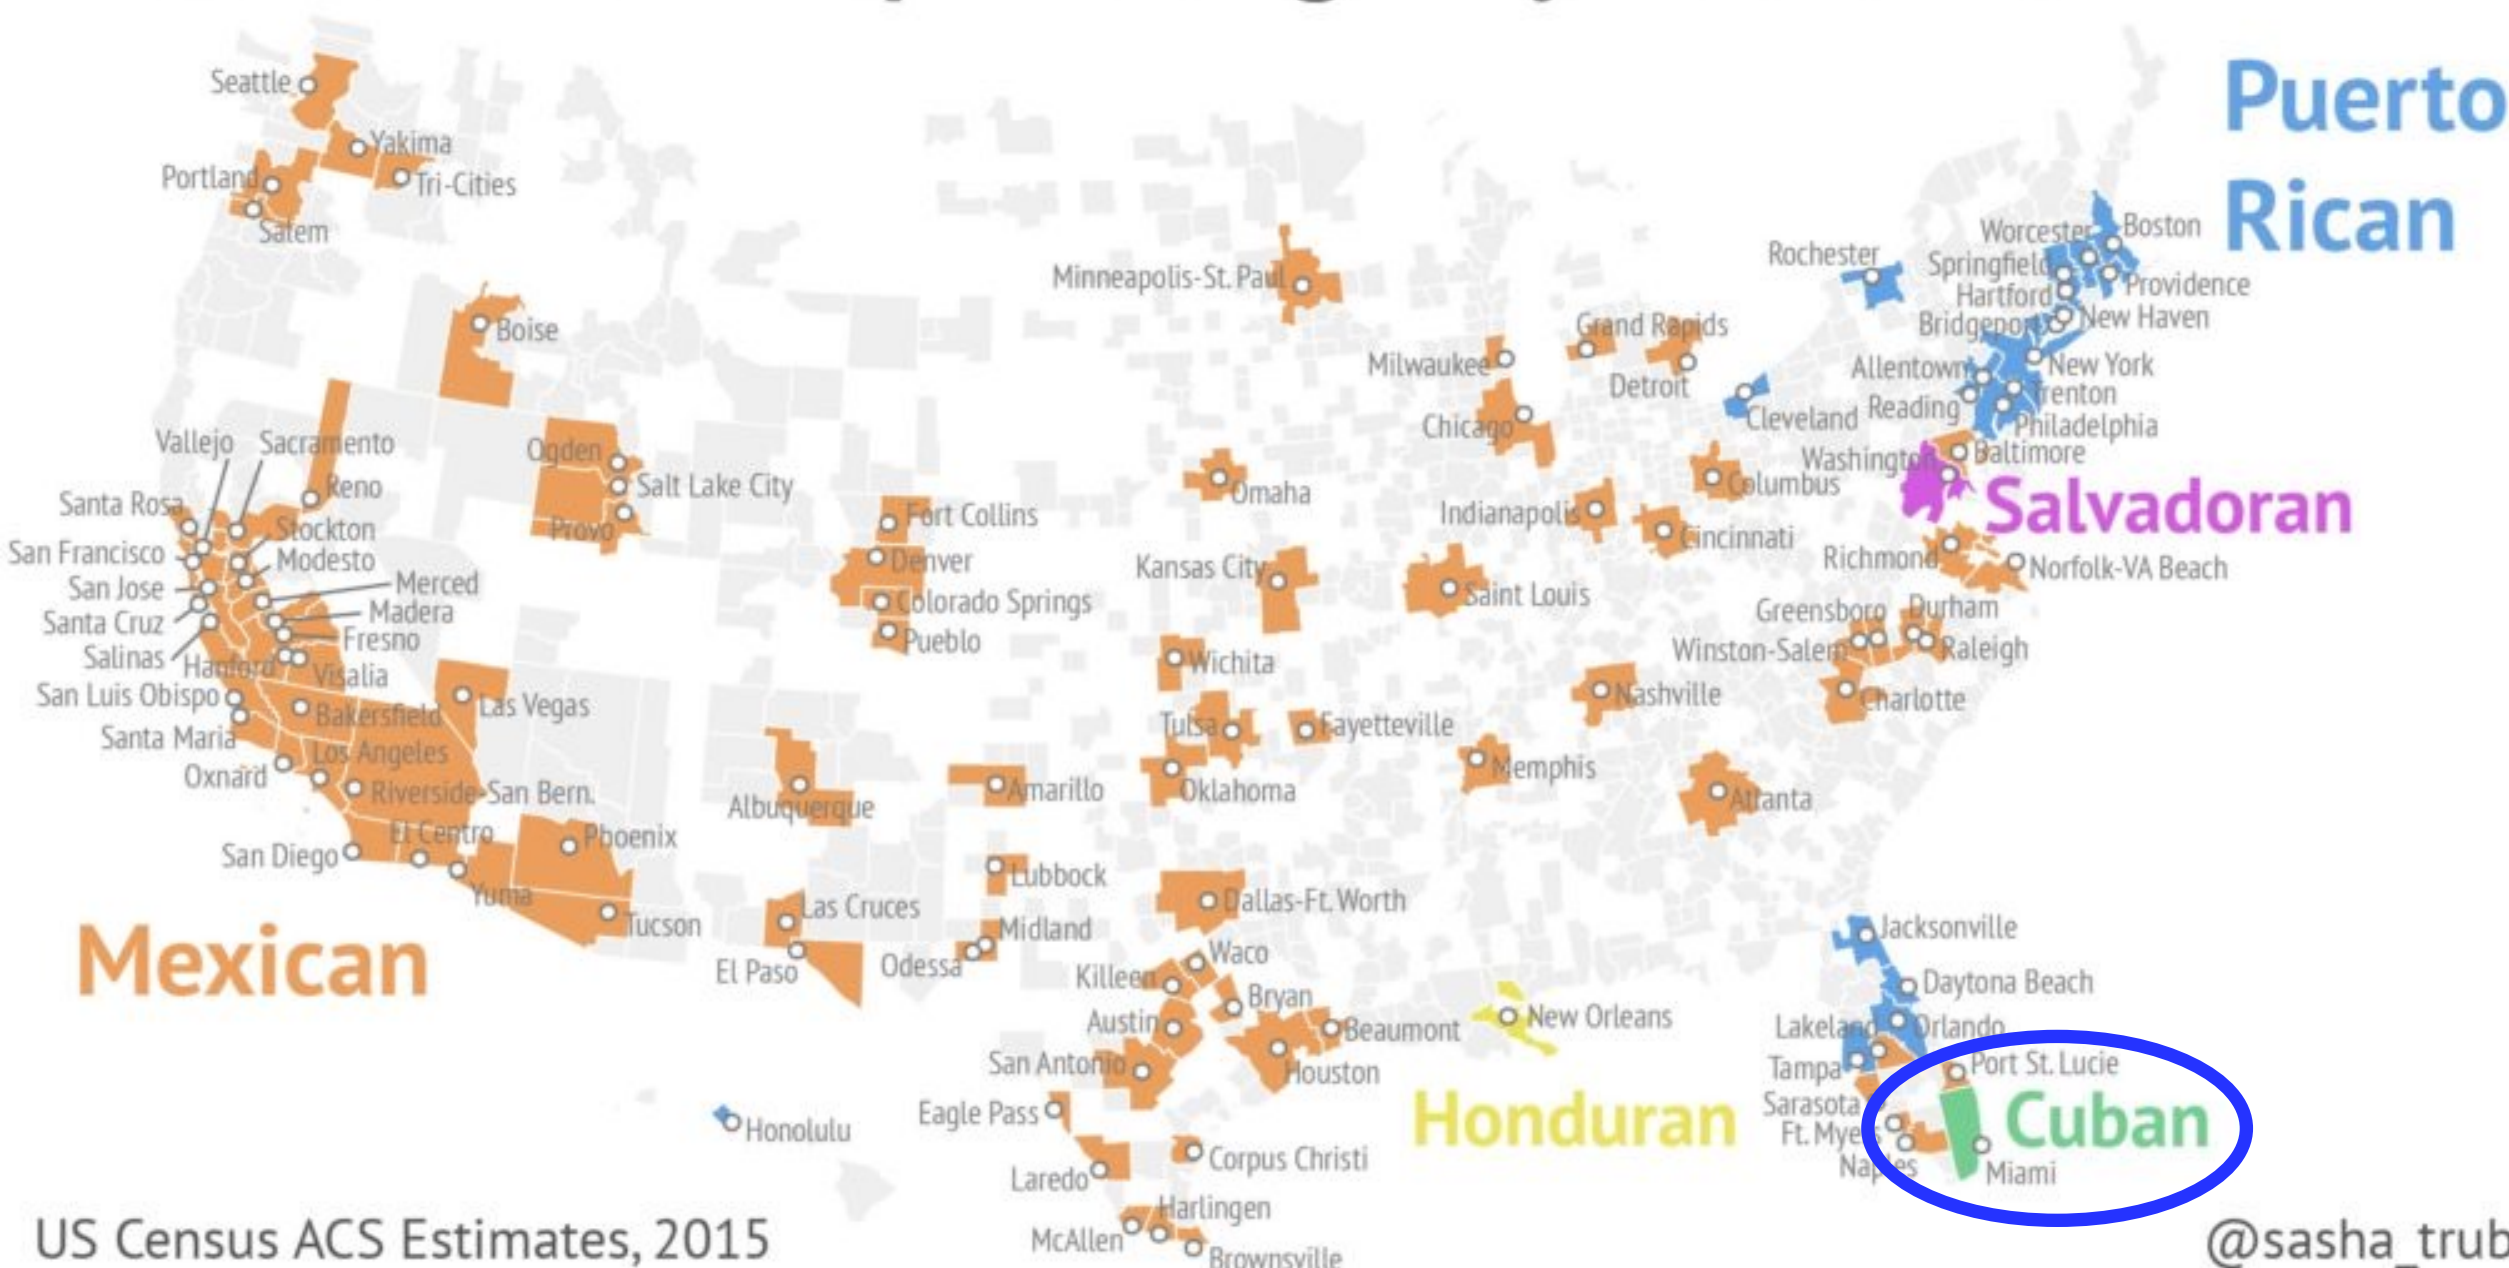 Puerto
Rican
Seattle
Yakima
Portland
Tri-Cities
Salem
Boise
Minneapolis-St. Paul
Rochester
Worcester
Boston
Springfield
Hartford
Providence
Bridgeport
New Haven
Grand Rapids
Milwaukee
Detroit
Allentown
New York
Trenton
Cleveland
Reading
Philadelphia
Chicago
Vallejo
Sacramento
Ogden
Washington
Baltimore
Santa Rosa
Reno
Salt Lake City
Omaha
Columbus
Salvadoran
Stockton
Provo
Fort Collins
Indianapolis
Cincinnati
San Francisco
Modesto
Denver
Kansas City
Richmond
Norfolk-VA Beach
San Jose
Merced
Colorado Springs
Saint Louis
Santa Cruz
Madera
Greensboro
Durham
Fresno
Pueblo
Winston-Salem
Raleigh
Salinas
Hanford
Visalia
Wichita
San Luis Obispo
Bakersfield
Las Vegas
Nashville
Charlotte
Santa Maria
Los Angeles
Tulsa
Fayetteville
Oxnard
Riverside-San Bern.
Albuquerque
Amarillo
Oklahoma
Memphis
Atlanta
El Centro
Phoenix
San Diego
Yuma
Lubbock
Las Cruces
Dallas-Ft. Worth
Tucson
Mexican
Midland
El Paso
Odessa
Waco
Killeen
Bryan
Jacksonville
Daytona Beach
Austin
Beaumont
New Orleans
Lakeland
Orlando
San Antonio
Houston
Tampa
Port St. Lucie
Honolulu
Eagle Pass
Honduran
Sarasota
Cuban
Ft. Myers
Corpus Christi
Naples
Miami
Laredo
Harlingen
McAllen
Brownsville
US Census ACS Estimates, 2015
@sasha_trub